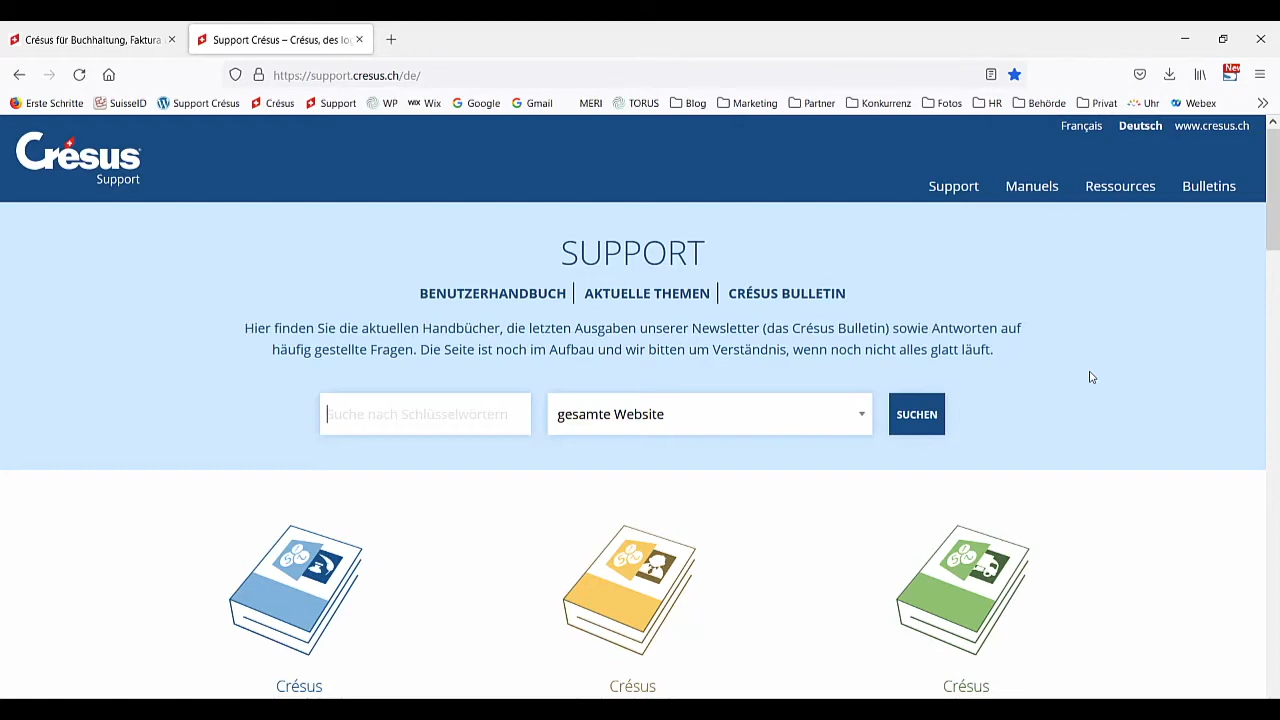 Crésus für Buchhaltung, Faktura
Support Crésus – Crésus, des lo
https://support.cresus.ch/de/
New
Erste Schritte
SuisseID
Support Crésus
Crésus
Support
WP
WiX Wix
Google
Gmail
MERI
TORUS
Blog
Marketing
Partner
Konkurrenz
Fotos
HR
Behörde
Privat
Uhr
Webex
Français Deutsch www.cresus.ch
Crésus
Support
Support Manuels Ressources Bulletins
SUPPORT
BENUTZERHANDBUCH AKTUELLE THEMEN CRÉSUS BULLETIN
Hier finden Sie die aktuellen Handbücher, die letzten Ausgaben unserer Newsletter (das Crésus Bulletin) sowie Antworten auf
häufig gestellte Fragen. Die Seite ist noch im Aufbau und wir bitten um Verständnis, wenn noch nicht alles glatt läuft.
Suche nach Schlüsselwörtern
gesamte Website
SUCHEN
Crésus
Crésus
Crésus